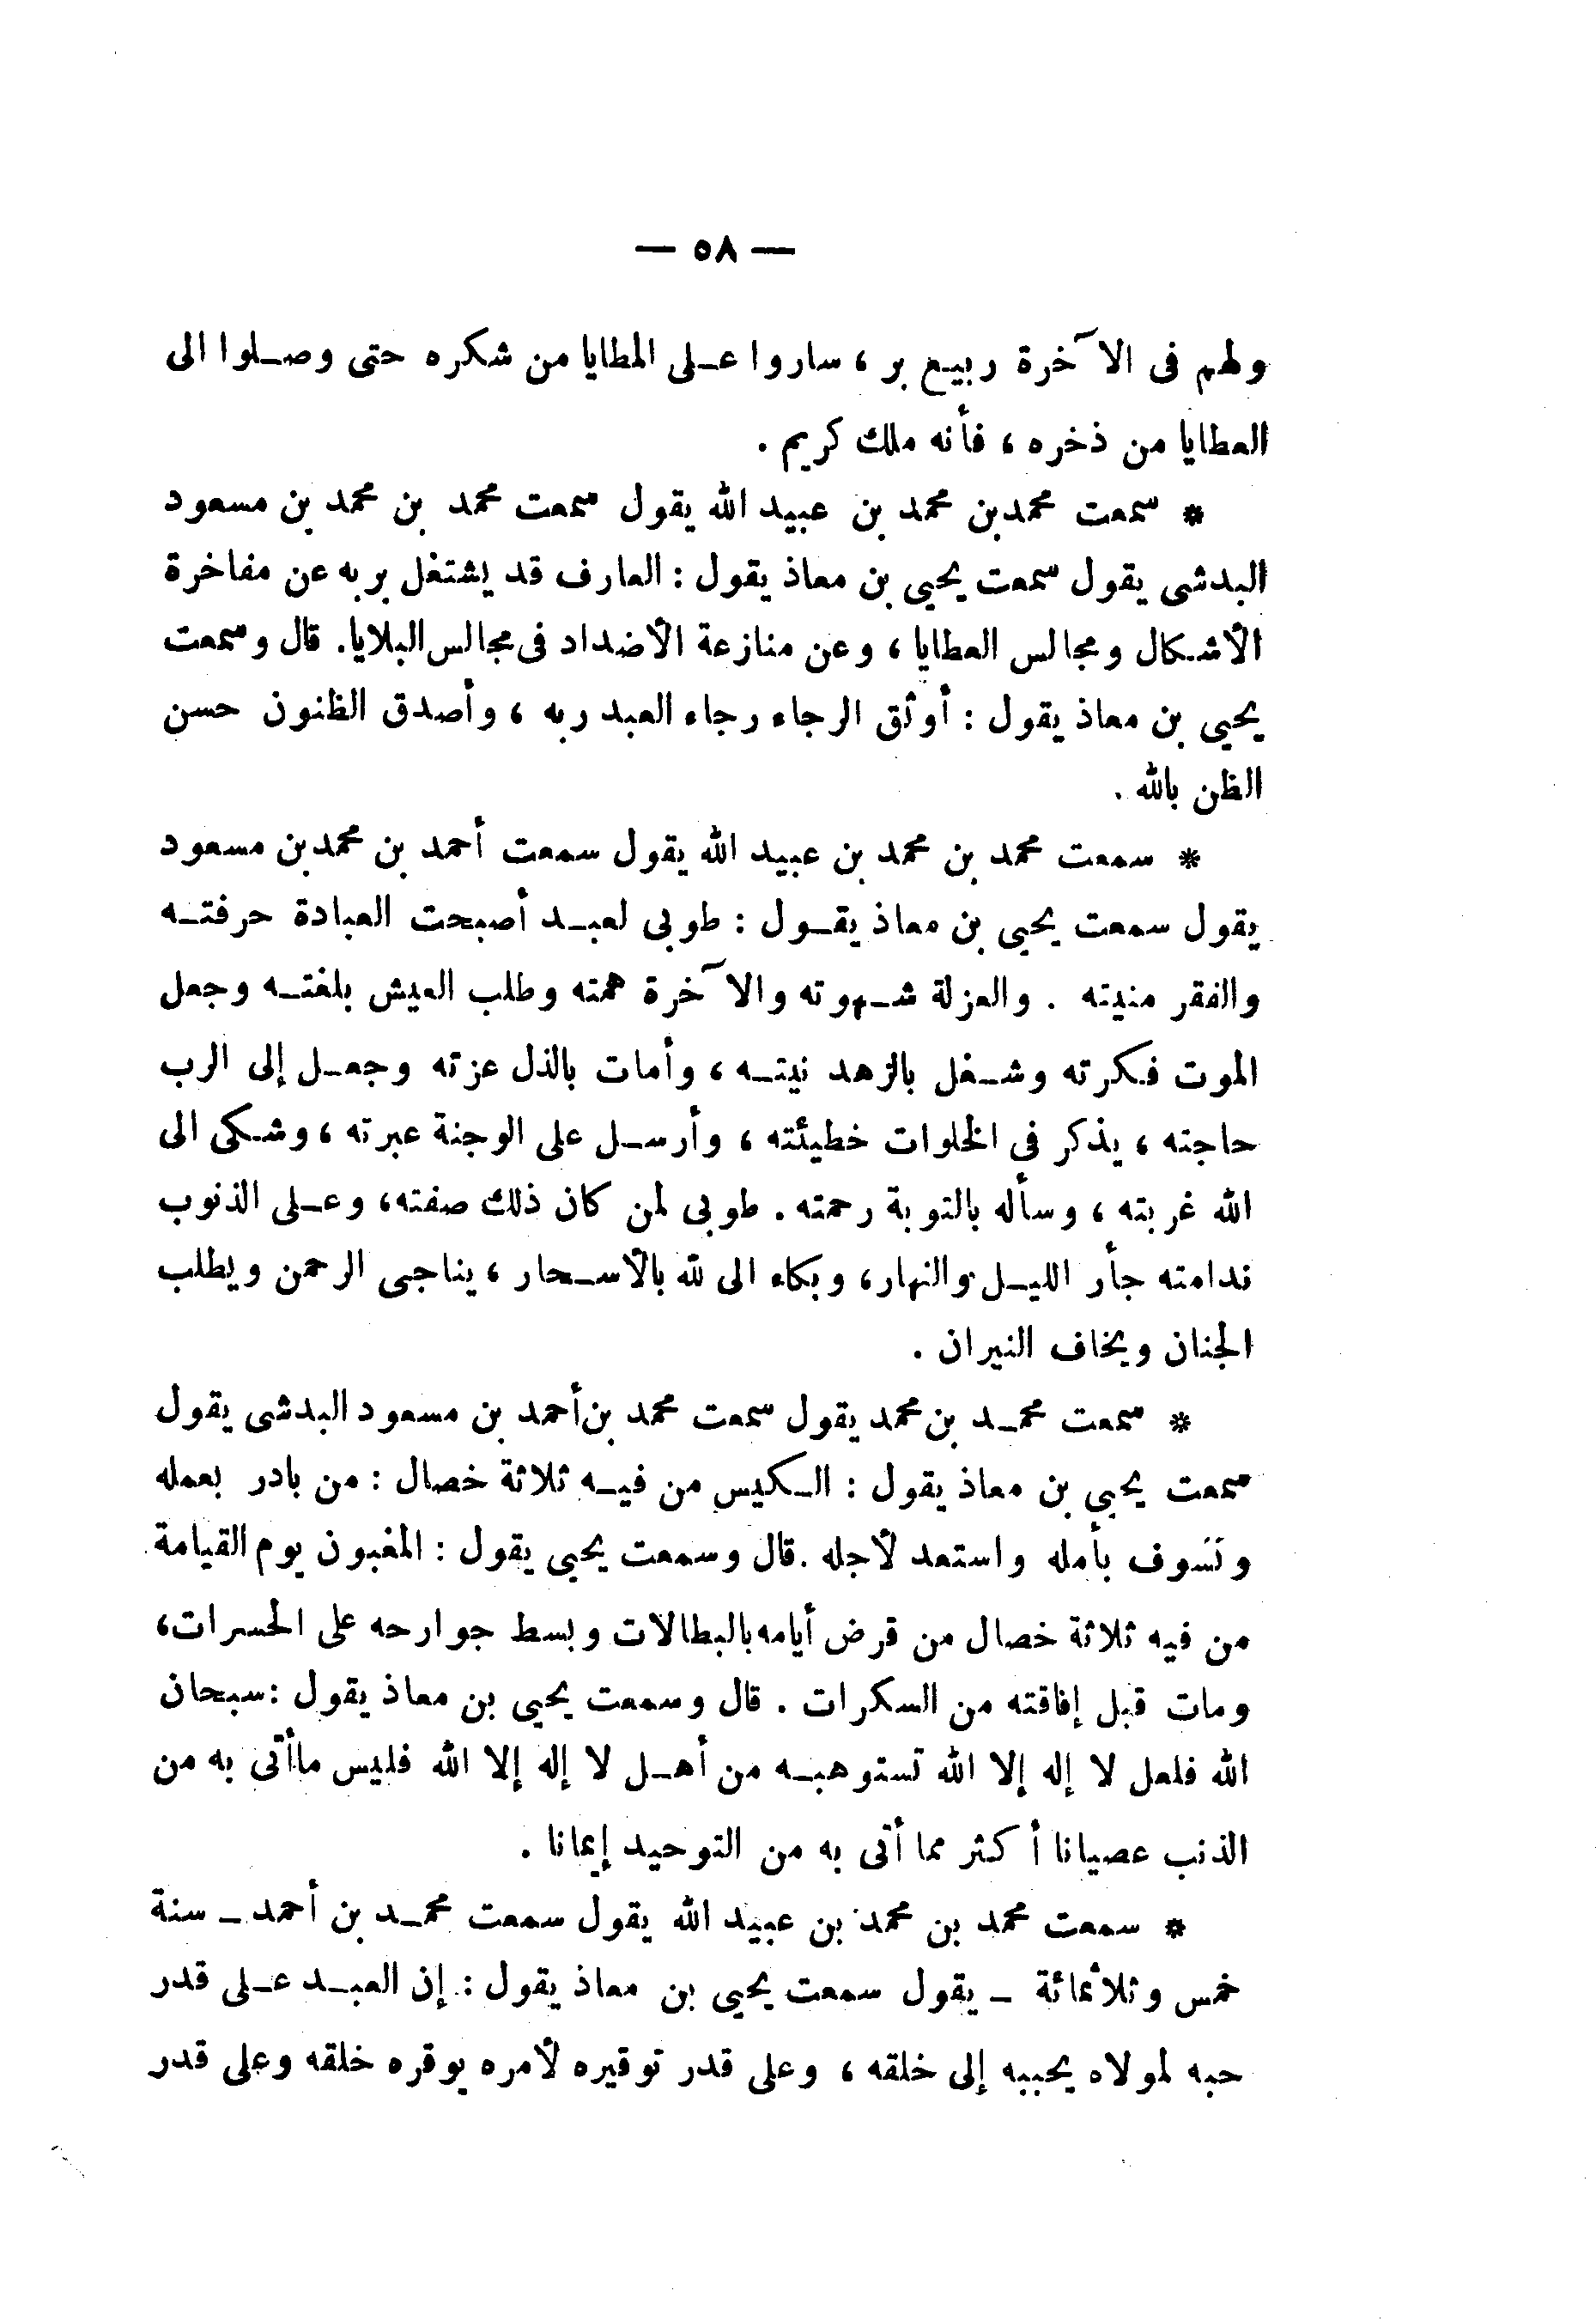 — ٥٨ —
ولهم فى الآخرة ربيع بر ، ساروا على المطايا من شكره حتى وصلوا الى
العطايا من ذخره ، فأنه ملك كريم .
* سمعت محمد بن محمد بن عبيد الله يقول سمعت محمد بن محمد بن مسعود
البدشى يقول سمعت يحيى بن معاذ يقول : العارف قد يشتغل بربه عن مفاخرة
الأشكال ومجالس العطايا ، وعن منازعة الأضداد فى مجالس البلايا. قال وسمعت
يحيى بن معاذ يقول : أوثق الرجاء رجاء العبد ربه ، وأصدق الظنون حسن
الظن بالله .
* سمعت محمد بن محمد بن عبيد الله يقول سمعت أحمد بن محمد بن مسعود
يقول سمعت يحيى بن معاذ يقول : طوبى لعبد أصبحت العبادة حرفته
والفقر منيته . والعزلة شهوته والآخرة همته وطلب العيش بلغته وجعل
الموت فكرته وشغل بالزهد نيته ، وأمات بالذل عزته وجعل إلى الرب
حاجته ، يذكر فى الخلوات خطيئته ، وأرسل على الوجنة عبرته ، وشكى الى
الله غربته ، وسأله بالتوبة رحمته . طوبى لمن كان ذلك صفته، وعلى الذنوب
ندامته جأر الليل والنهار، وبكاء الى لله بالأسحار ، يناجى الرحمن ويطلب
الجنان ويخاف النيران .
* سمعت محمد بن محمد يقول سمعت محمد بن أحمد بن مسعود البدشى يقول
سمعت يحيى بن معاذ يقول : الكيس من فيه ثلاثة خصال : من بادر بعمله
وتسوف بأمله واستعد لأجله .قال وسمعت يحيى يقول : المغبون يوم القيامة
من فيه ثلاثة خصال من قرض أيامه بالبطالات وبسط جوارحه على الحسرات،
ومات قبل إفاقته من السكرات . قال وسمعت يحيى بن معاذ يقول :سبحان
الله فلعل لا إله إلا الله تستوهبه من أهل لا إله إلا الله فليس ماأتى به من
الذنب عصيانا أكثر مما أتى به من التوحيد إيمانا .
* سمعت محمد بن محمد بن عبيد الله يقول سمعت محمد بن أحمد – سنة
خمس وثلاثمائة – يقول سمعت يحيى بن معاذ يقول : إن العبد على قدر
حبه لمولاه يحببه إلى خلقه ، وعلى قدر توقيره لأمره يوقره خلقه وعلى قدر